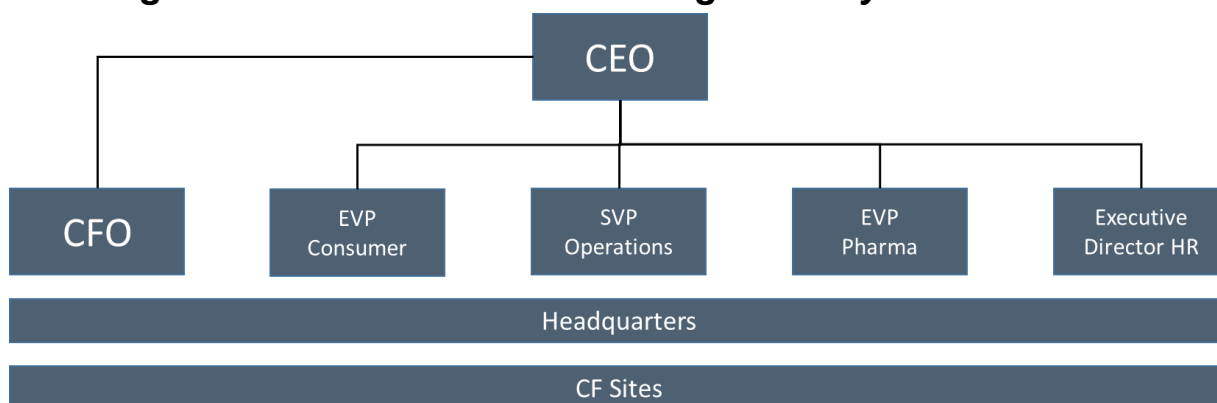 CEO
CFO
EVP
Consumer
SVP
Operations
EVP
Pharma
Executive
Director HR
Headquarters
CF Sites